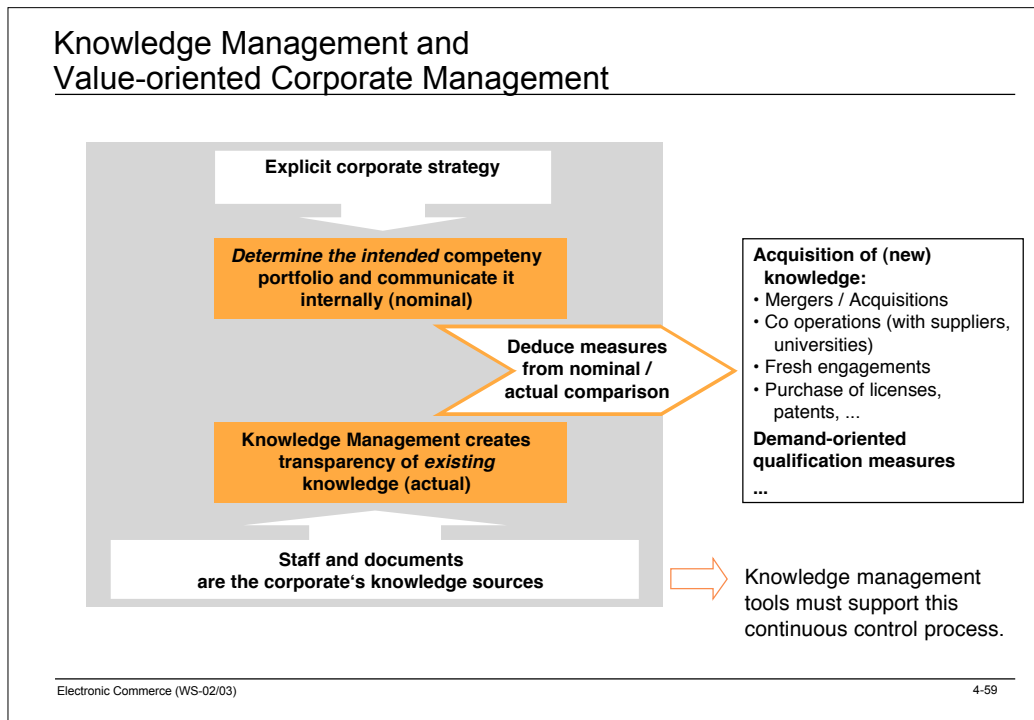 Knowledge Management and
Value-oriented Corporate Management
Explicit corporate strategy
Determine the intended competeny
portfolio and communicate it
internally (nominal)
Deduce measures
from nominal /
actual comparison
Knowledge Management creates
transparency of existing
knowledge (actual)
Staff and documents
are the corporate‘s knowledge sources
Acquisition of (new)
knowledge:
• Mergers / Acquisitions
• Co operations (with suppliers,
universities)
• Fresh engagements
• Purchase of licenses,
patents, ...
Demand-oriented
qualification measures
...
Knowledge management
tools must support this
continuous control process.
Electronic Commerce (WS-02/03)
4-59